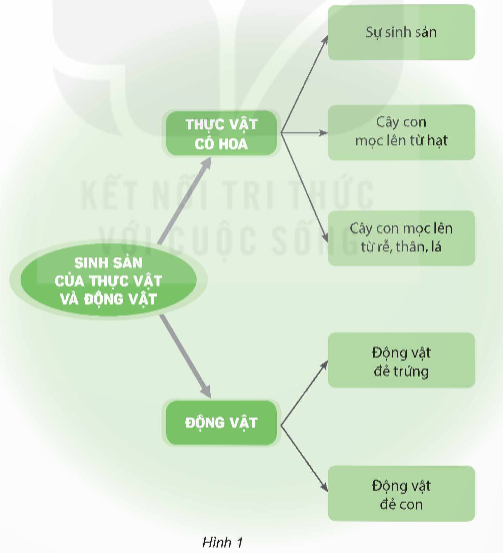 Sự sinh sản
THỰC VẬT
CÓ HOA
Cây con
mọc lên từ hạt
KẾT NỐI TRI THỨC
VỚI CUỘC SỐNG
Cây con mọc lên
từ rễ, thân, lá
SINH SẢN
CỦA THỰC VẬT
VÀ ĐỘNG VẬT
Động vật
đẻ trứng
ĐỘNG VẬT
Động vật
đẻ con
Hình 1